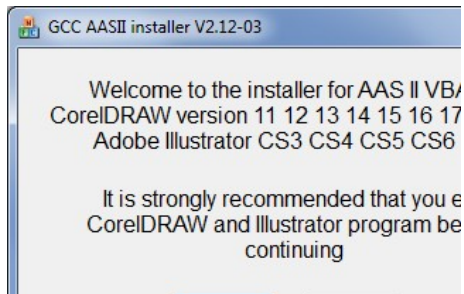 GCC AASII installer V2.12-03
Welcome to the installer for AAS II VBA
CorelDRAW version 11 12 13 14 15 16 17
Adobe Illustrator CS3 CS4 CS5 CS6
It is strongly recommended that you e
CorelDRAW and Illustrator program be
continuing